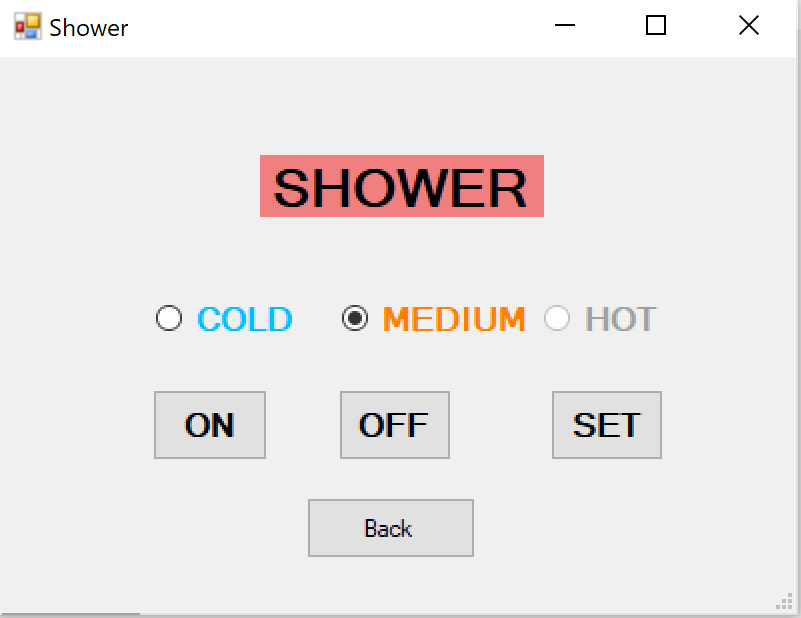 Shower
SHOWER
COLD MEDIUM HOT
ON OFF SET
Back